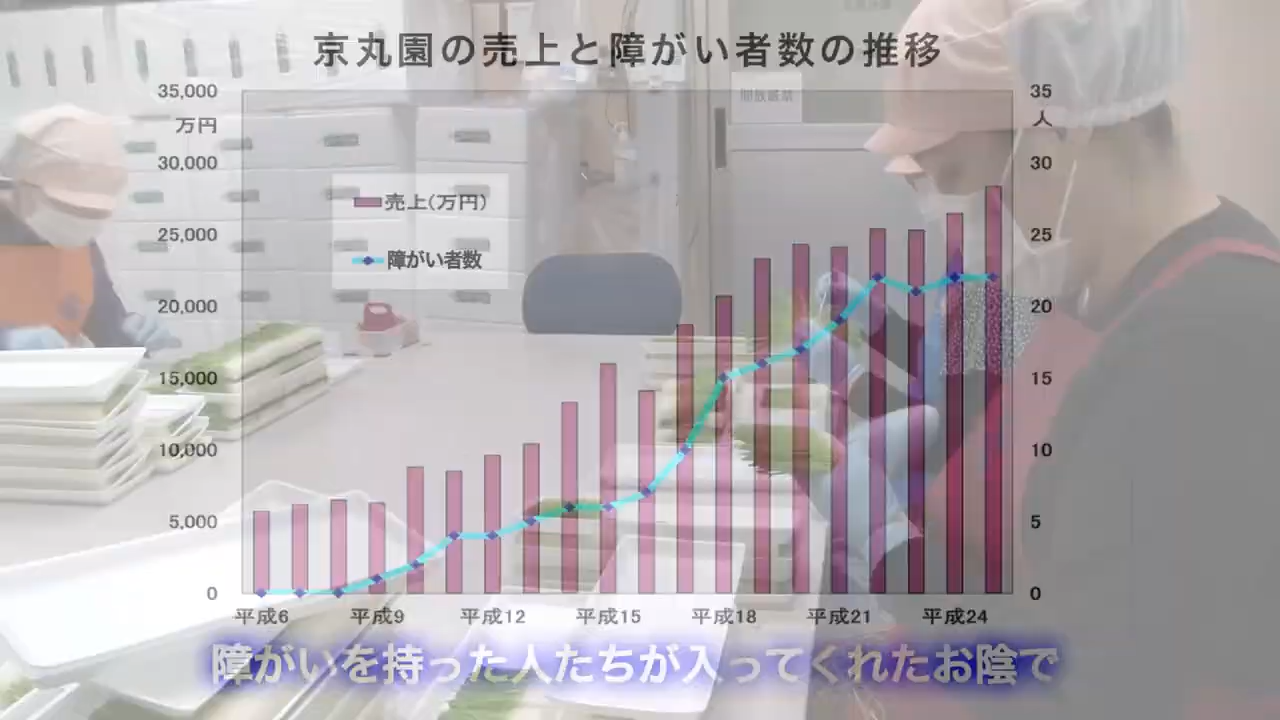 京丸園の売上と障がい者数の推移
35,000
万円
30,000
25,000
20,000
15,000
10,000
5,000
0
売上(万円)
障がい者数
35
人
30
25
20
15
10
5
0
平成6 平成9 平成12 平成15 平成18 平成21 平成24
開放厳禁
障がいを持った人たちが入ってくれたお陰で